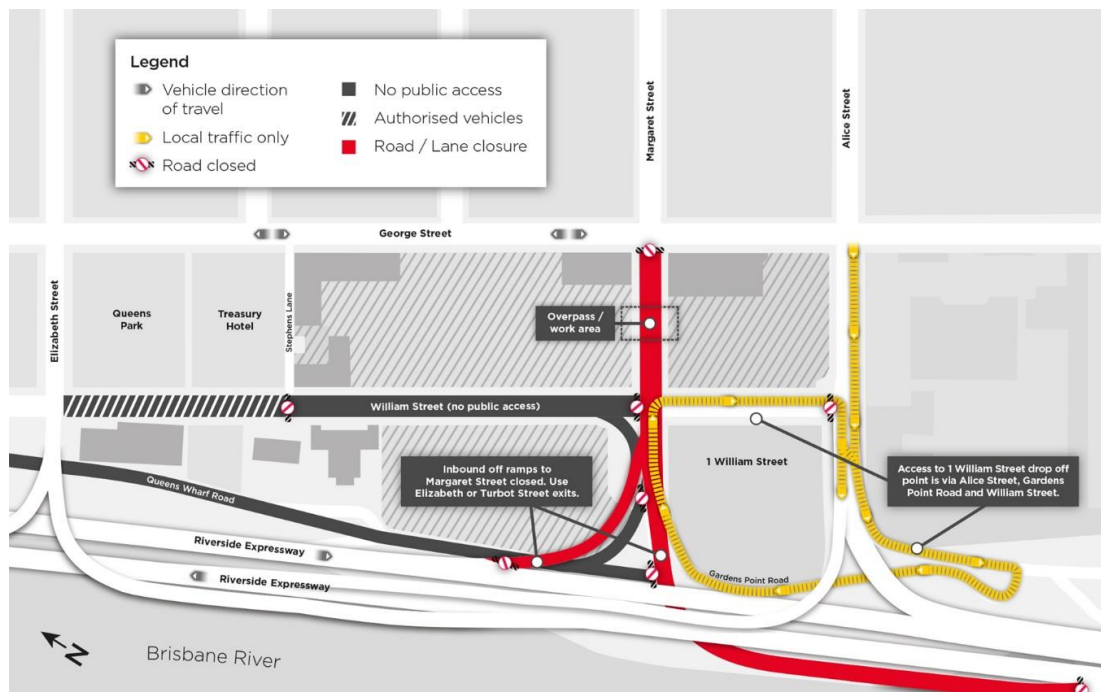 Legend
Vehicle direction
of travel
Local traffic only
Road closed
No public access
Authorised vehicles
Road / Lane closure
Margaret Street
Alice Street
George Street
Elizabeth Street
Queens
Park
Treasury
Hotel
Stephens Lane
Overpass /
work area
William Street (no public access)
1 William Street
Inbound off ramps to
Margaret Street closed. Use
Elizabeth or Turbot Street exits.
Access to 1 William Street drop off
point is via Alice Street, Gardens
Point Road and William Street.
Queens Wharf Road
Riverside Expressway
Riverside Expressway
Gardens Point Road
N
Brisbane River